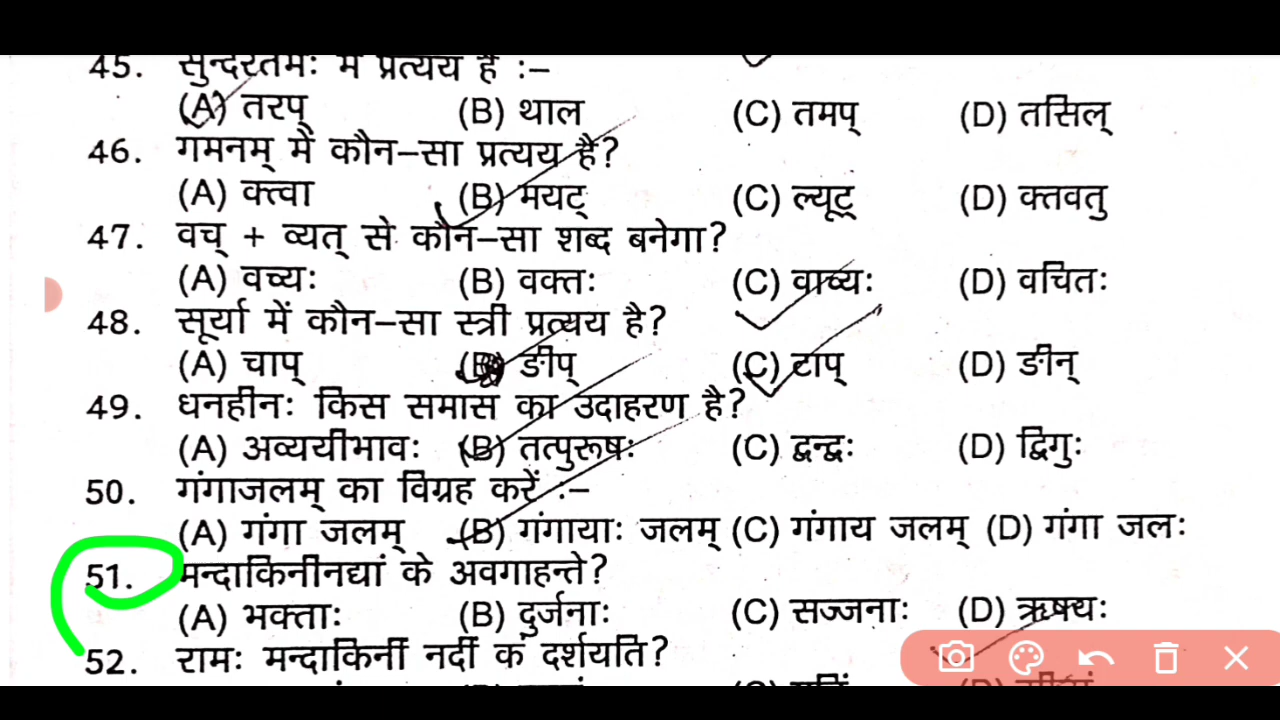 45. सुन्दरतमः में प्रत्यय है :–
(A) तरप् (B) थाल (C) तमप् (D) तसिल्
46. गमनम् में कौन–सा प्रत्यय है?
(A) क्त्वा (B) मयट् (C) ल्यूट् (D) क्तवतु
47. वच् + व्यत् से कौन–सा शब्द बनेगा?
(A) वच्यः (B) वक्तः (C) वाच्यः (D) वचितः
48. सूर्या में कौन–सा स्त्री प्रत्यय है?
(A) चाप् (B) ङीप् (C) टाप् (D) ङीन्
49. धनहीनः किस समास का उदाहरण है?
(A) अव्ययीभावः (B) तत्पुरूषः (C) द्वन्द्वः (D) द्विगुः
50. गंगाजलम् का विग्रह करें :–
(A) गंगा जलम् (B) गंगायाः जलम् (C) गंगाय जलम् (D) गंगा जलः
51. मन्दाकिनीनद्यां के अवगाहन्ते?
(A) भक्ताः (B) दुर्जनाः (C) सज्जनाः (D) ऋषयः
52. रामः मन्दाकिनीं नदीं कं दर्शयति?